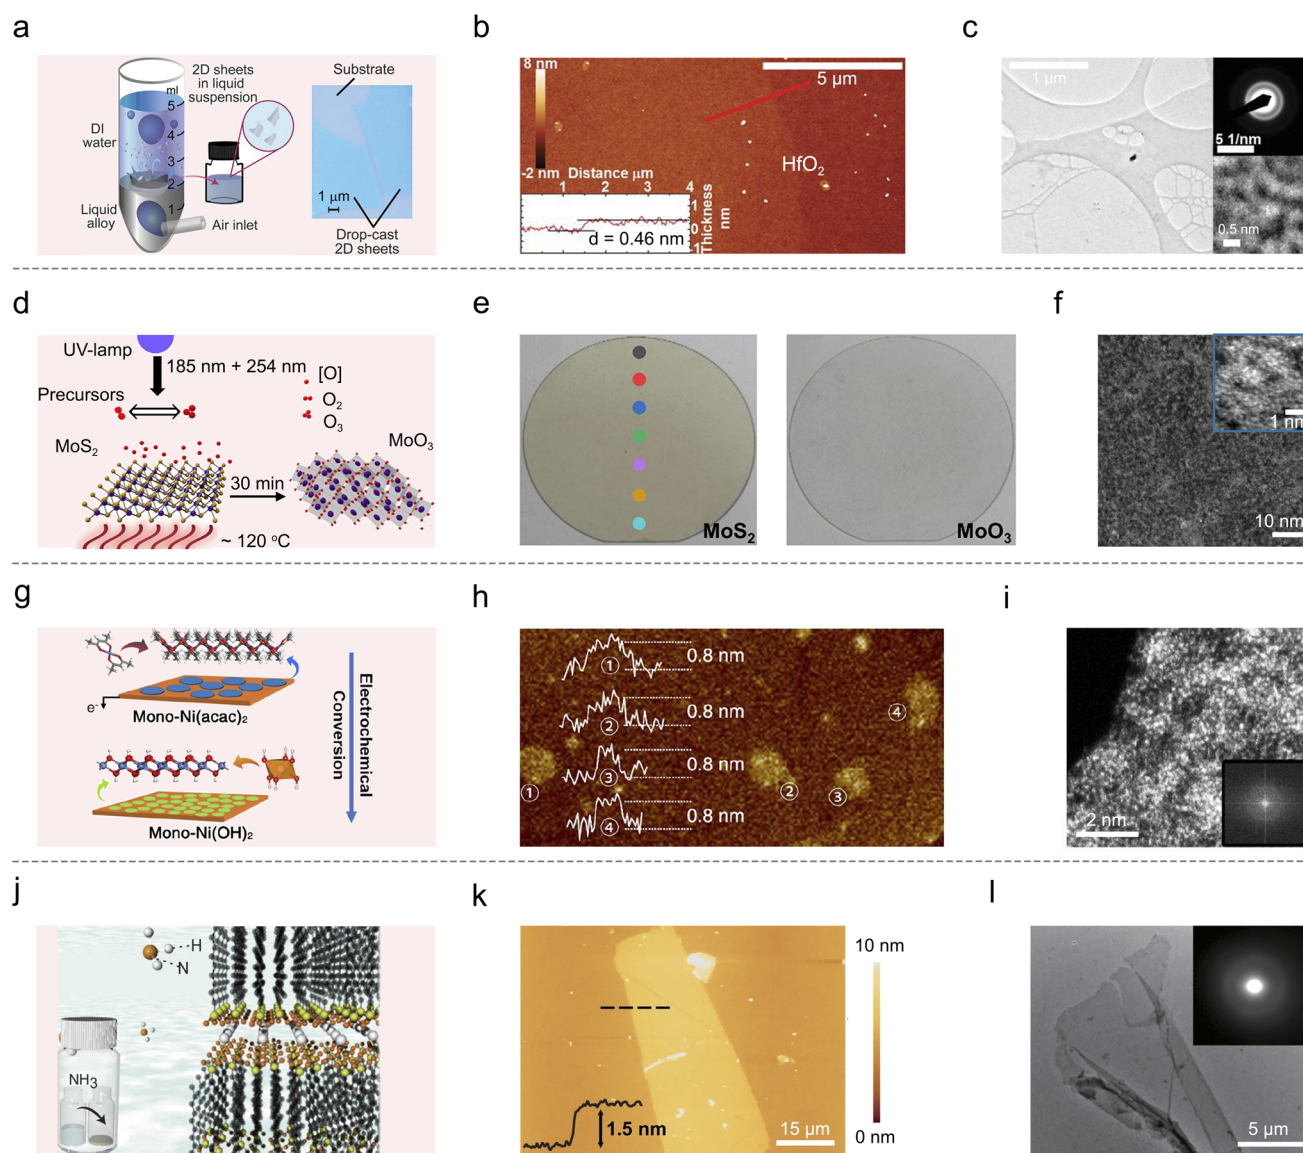 a
b
c
2D sheets
in liquid
suspension
ml
5
4
3
2
1
DI
water
Liquid
alloy
Air inlet
Substrate
1 µm
Drop-cast
2D sheets
8 nm
-2 nm
5 µm
HfO₂
Distance µm
1 2 3 4
Thickness
nm
1
0
-1
d = 0.46 nm
1 µm
5 1/nm
0.5 nm
d
e
f
UV-lamp
185 nm + 254 nm
Precursors
[O]
O₂
O₃
MoS₂
MoO₃
30 min
~ 120 °C
MoS₂
MoO₃
1 nm
10 nm
g
h
i
e-
Mono-Ni(acac)₂
Mono-Ni(OH)₂
Electrochemical
Conversion
① 0.8 nm
② 0.8 nm
③ 0.8 nm
④ 0.8 nm
①
②
③
④
2 nm
j
k
l
H
N
NH₃
1.5 nm
15 µm
10 nm
0 nm
5 µm